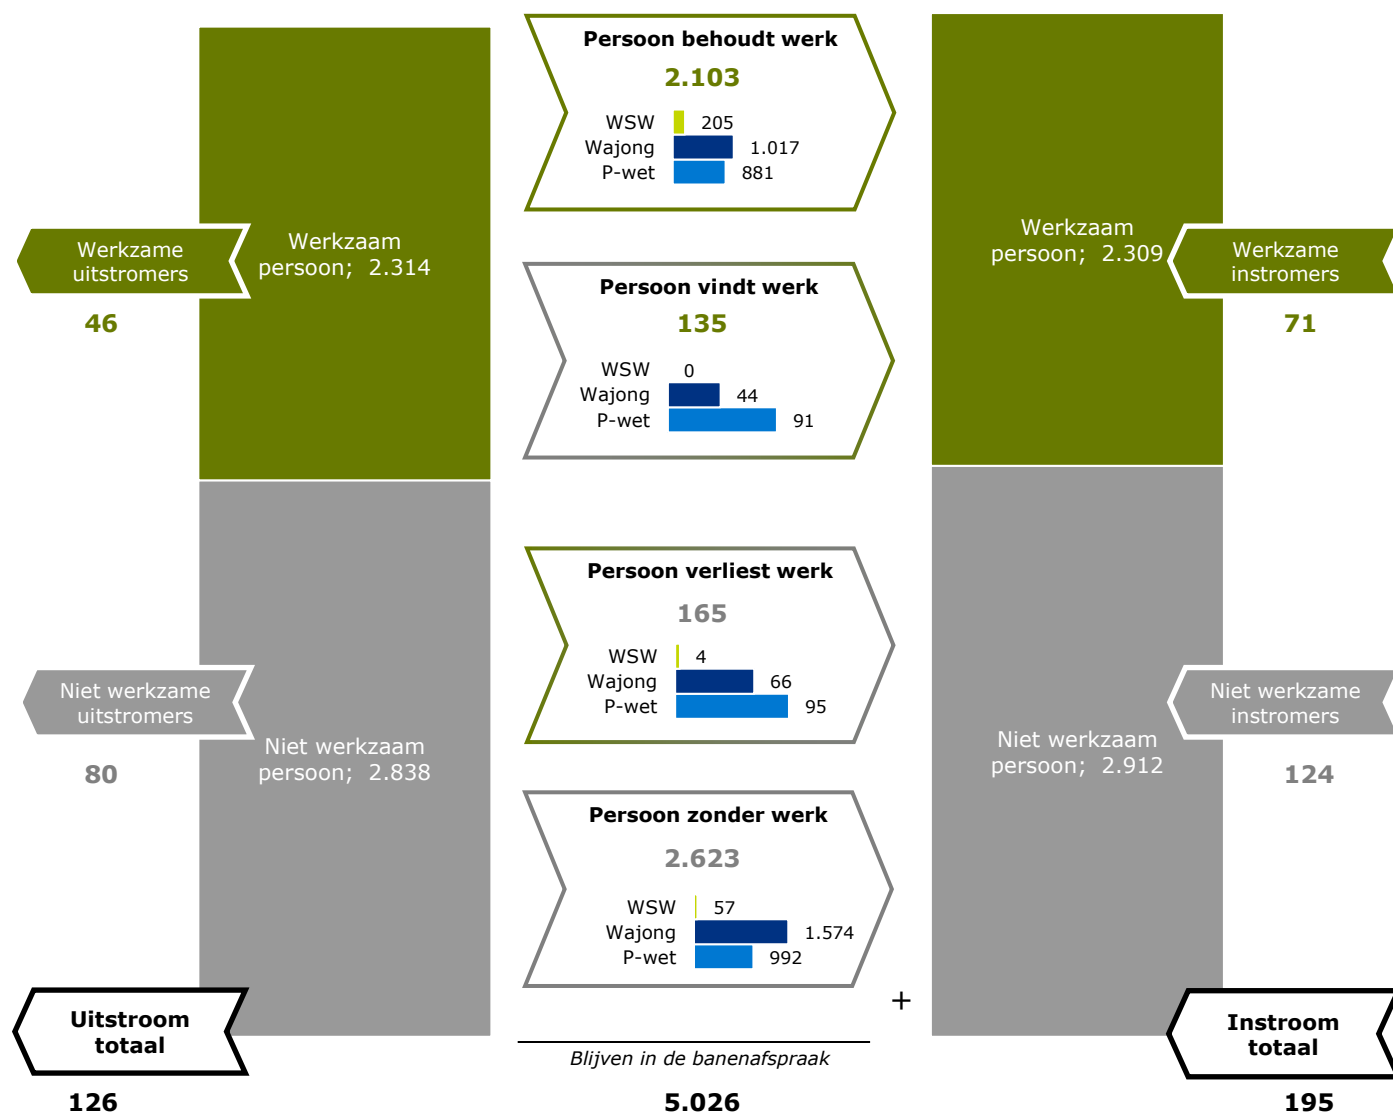 Werkzame
uitstromers
46
Niet werkzame
uitstromers
80
Uitstroom
totaal
126
Werkzaam
persoon; 2.314
Niet werkzaam
persoon; 2.838
Persoon behoudt werk
2.103
WSW 205
Wajong 1.017
P-wet 881
Persoon vindt werk
135
WSW 0
Wajong 44
P-wet 91
Persoon verliest werk
165
WSW 4
Wajong 66
P-wet 95
Persoon zonder werk
2.623
WSW 57
Wajong 1.574
P-wet 992
+
Blijven in de banenafspraak
5.026
Werkzaam
persoon; 2.309
Niet werkzaam
persoon; 2.912
Werkzame
instromers
71
Niet werkzame
instromers
124
Instroom
totaal
195